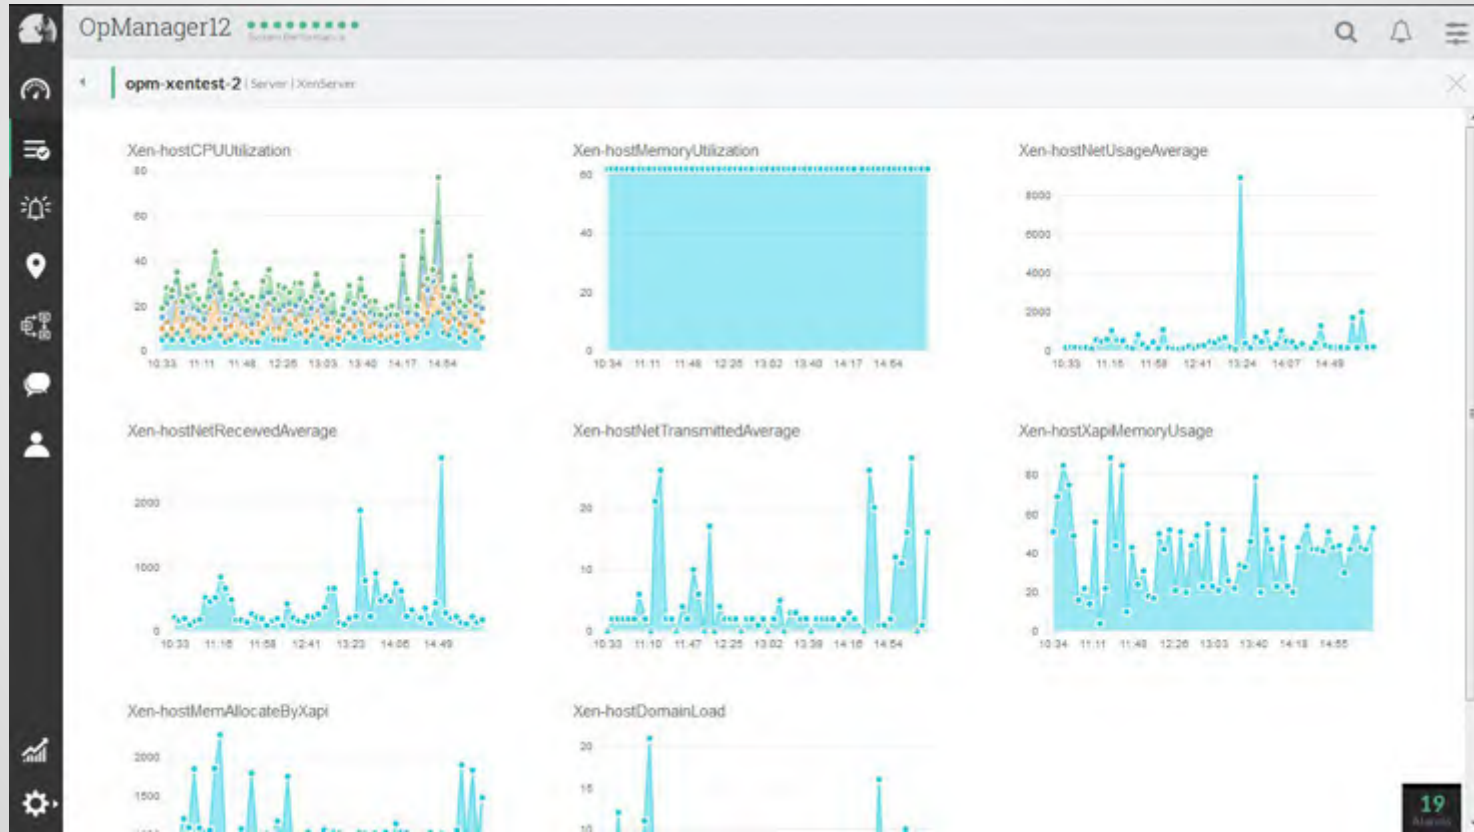 OpManager12
opm-xentest-2 | Server | XenServer
Xen-hostCPUUtilization
80
60
40
20
0
10:33 11:11 11:48 12:26 13:03 13:40 14:17 14:54
Xen-hostMemoryUtilization
60
40
20
0
10:34 11:11 11:48 12:26 13:02 13:40 14:17 14:54
Xen-hostNetUsageAverage
8000
6000
4000
2000
0
10:33 11:16 11:58 12:41 13:24 14:07 14:49
Xen-hostNetReceivedAverage
2000
1000
0
10:33 11:16 11:58 12:41 13:23 14:06 14:49
Xen-hostNetTransmittedAverage
20
10
0
10:33 11:10 11:47 12:25 13:02 13:39 14:16 14:54
Xen-hostXapiMemoryUsage
80
60
40
20
0
10:34 11:11 11:48 12:26 13:03 13:40 14:18 14:55
Xen-hostMemAllocateByXapi
2000
1500
Xen-hostDomainLoad
20
15
10
19
Alarms